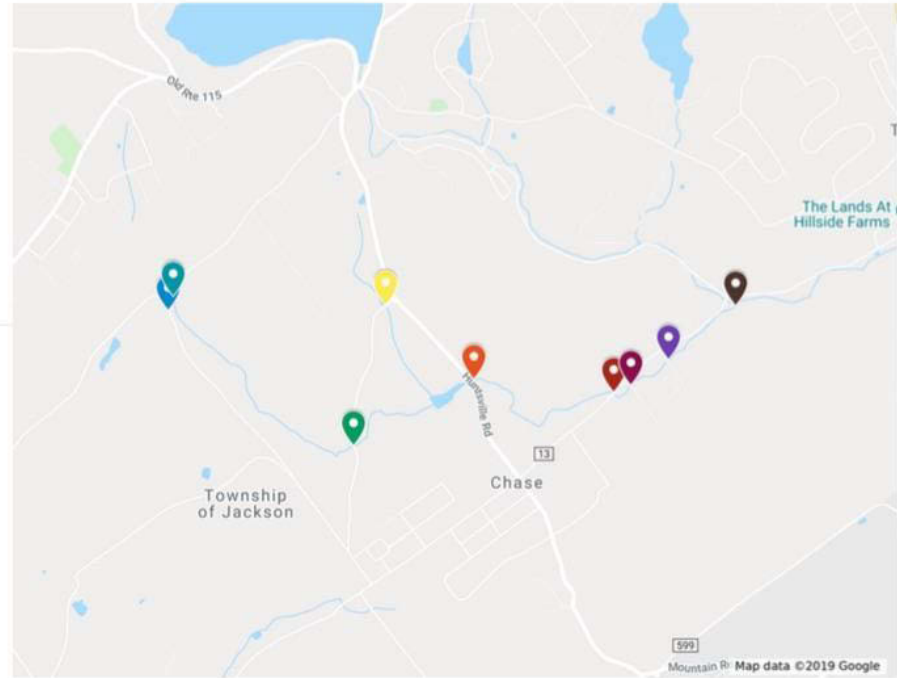 Old Rte 115
T
The Lands At
Hillside Farms
Huntsville Rd
13
Chase
Township
of Jackson
599
Mountain R
Map data ©2019 Google